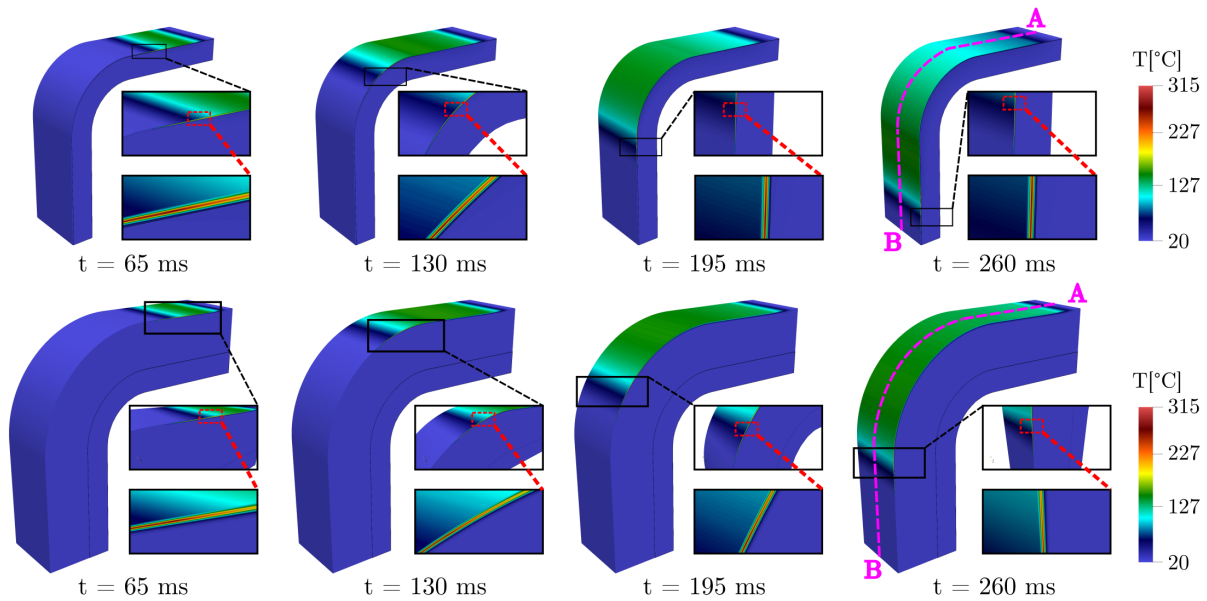 A
T[°C]
315
227
127
20
B
t = 65 ms
t = 130 ms
t = 195 ms
t = 260 ms
A
T[°C]
315
227
127
20
B
t = 65 ms
t = 130 ms
t = 195 ms
t = 260 ms